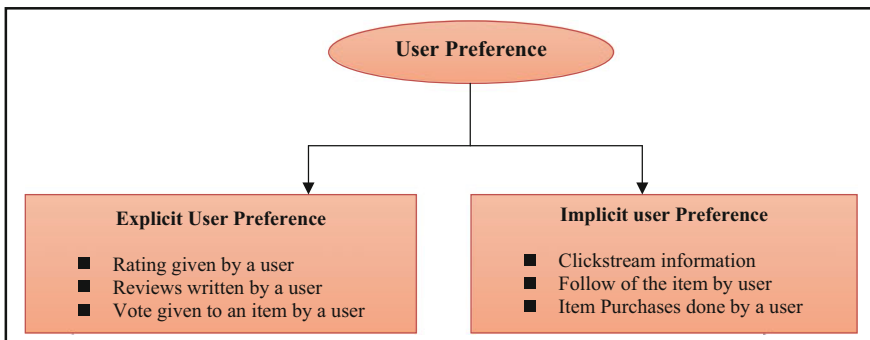 User Preference
Explicit User Preference
■ Rating given by a user
■ Reviews written by a user
■ Vote given to an item by a user
Implicit user Preference
■ Clickstream information
■ Follow of the item by user
■ Item Purchases done by a user